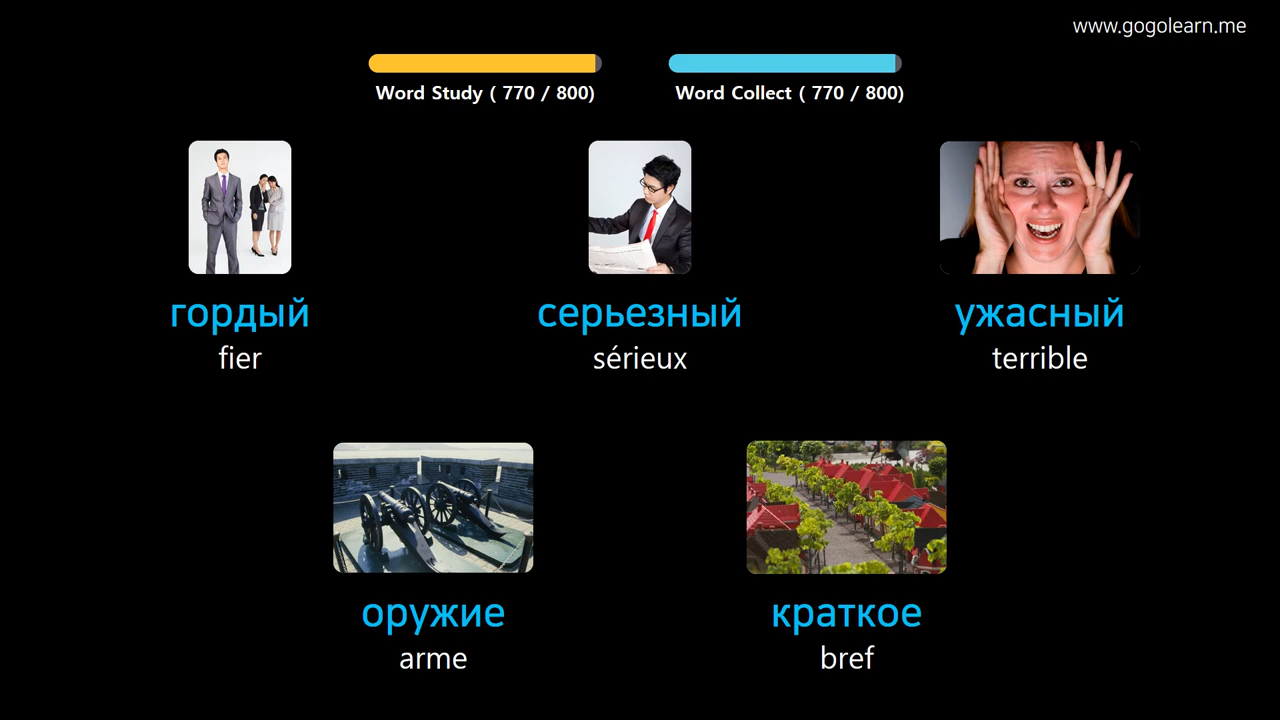 www.gogolearn.me
Word Study ( 770 / 800)
Word Collect ( 770 / 800)
гордый
fier
серьезный
sérieux
ужасный
terrible
оружие
arme
краткое
bref